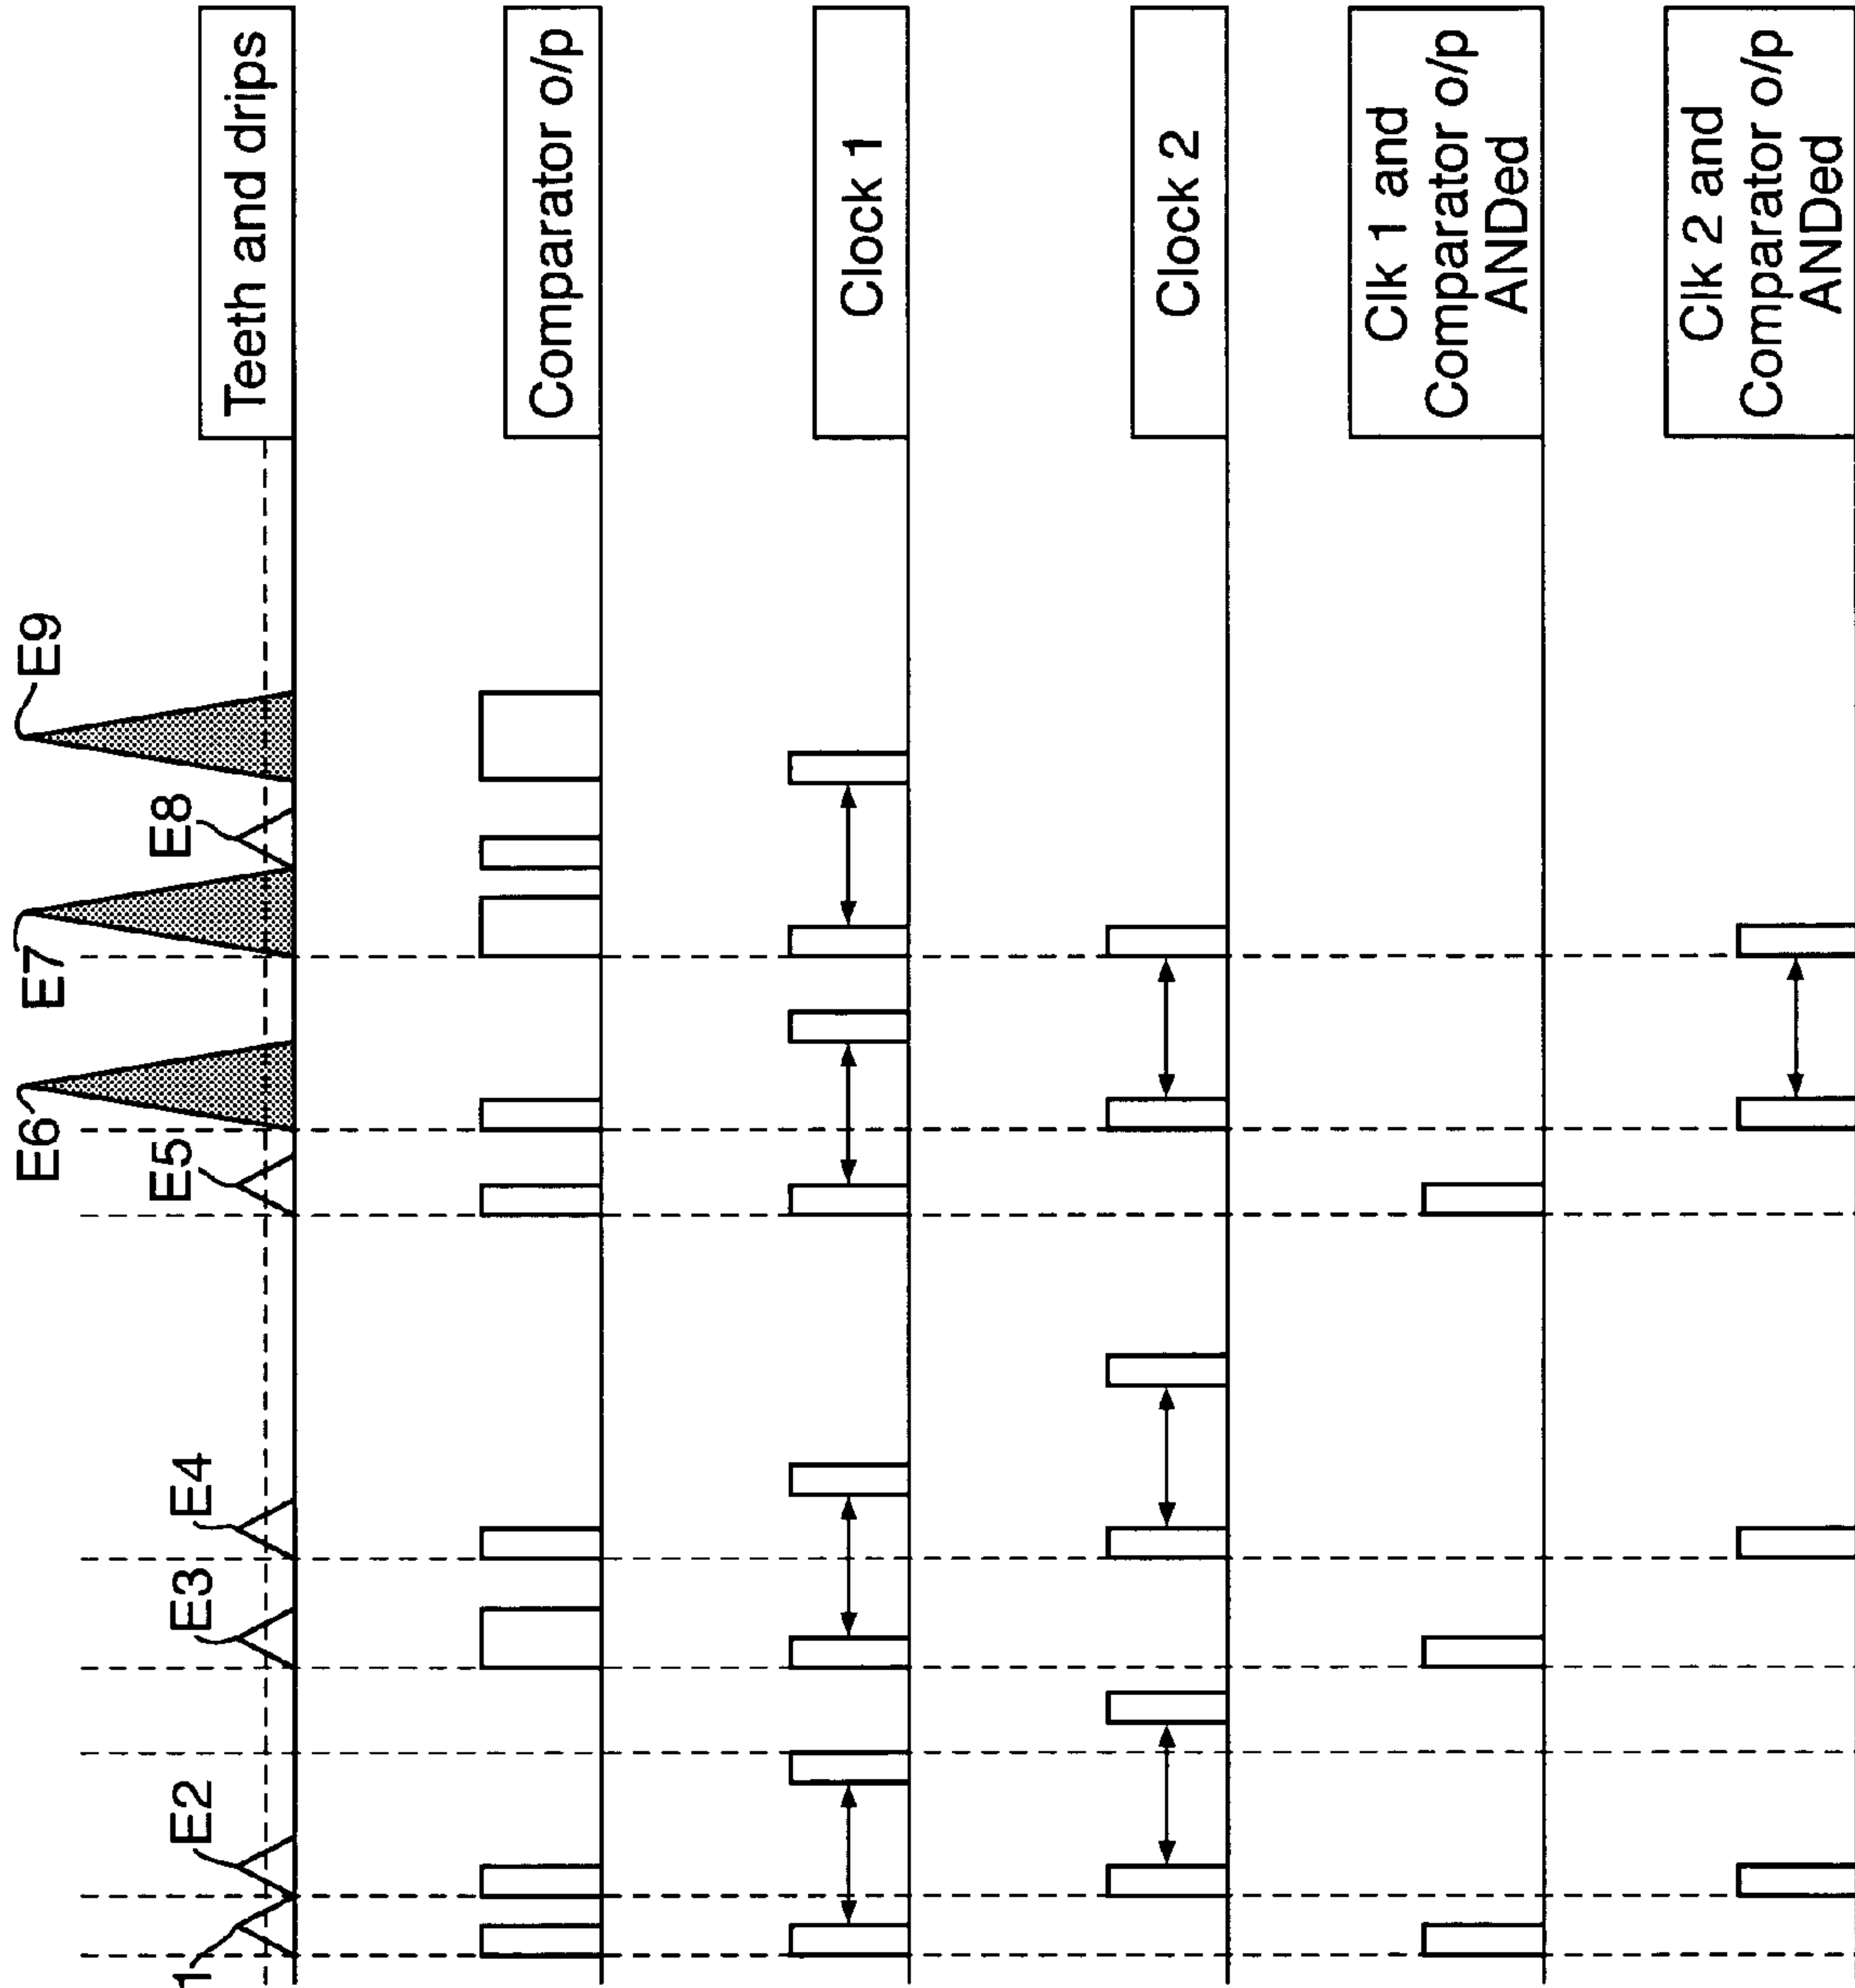 Teeth and drips
Comparator o/p
Clock 1
Clock 2
Clk 1 and
Comparator o/p
ANDed
Clk 2 and
Comparator o/p
ANDed
1
E2
E3
E4
E5
E6
E7
E8
E9